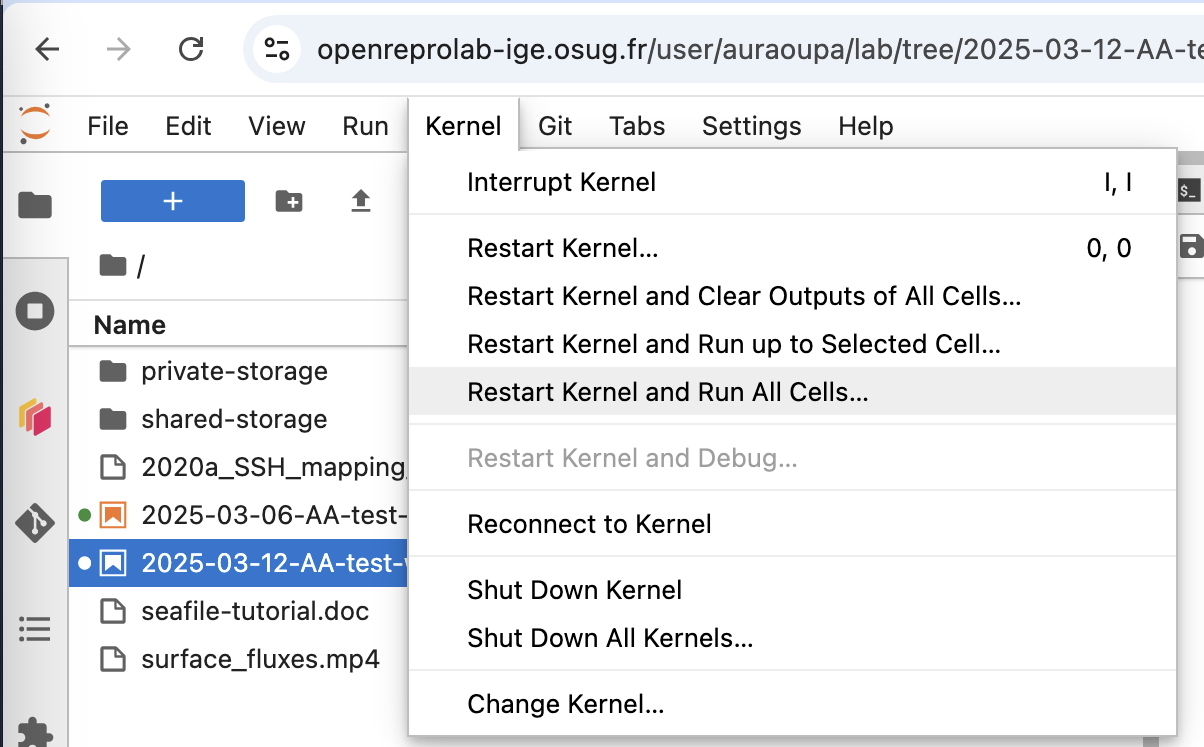 openreprolab-ige.osug.fr/user/auraoupa/lab/tree/2025-03-12-AA-te
File Edit View Run Kernel Git Tabs Settings Help
Interrupt Kernel I, I
Restart Kernel... 0, 0
Restart Kernel and Clear Outputs of All Cells...
Restart Kernel and Run up to Selected Cell...
Restart Kernel and Run All Cells...
Restart Kernel and Debug...
Reconnect to Kernel
Shut Down Kernel
Shut Down All Kernels...
Change Kernel...
+
/
Name
private-storage
shared-storage
2020a_SSH_mapping_
2025-03-06-AA-test-
2025-03-12-AA-test-
seafile-tutorial.doc
surface_fluxes.mp4
$_